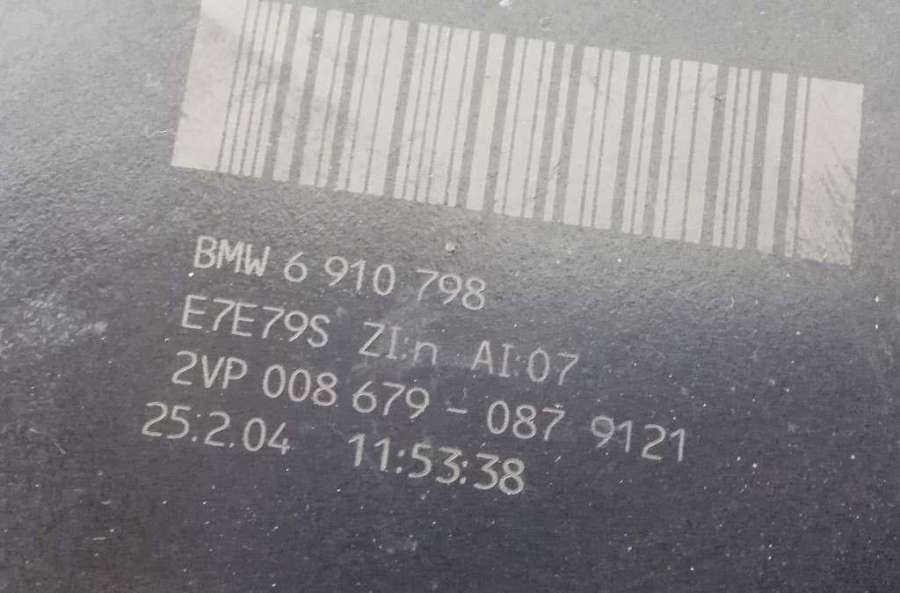 BMW 6 910 798
E7E79S ZI:n AI:07
2VP 008 679 - 087 9121
25.2.04 11:53:38